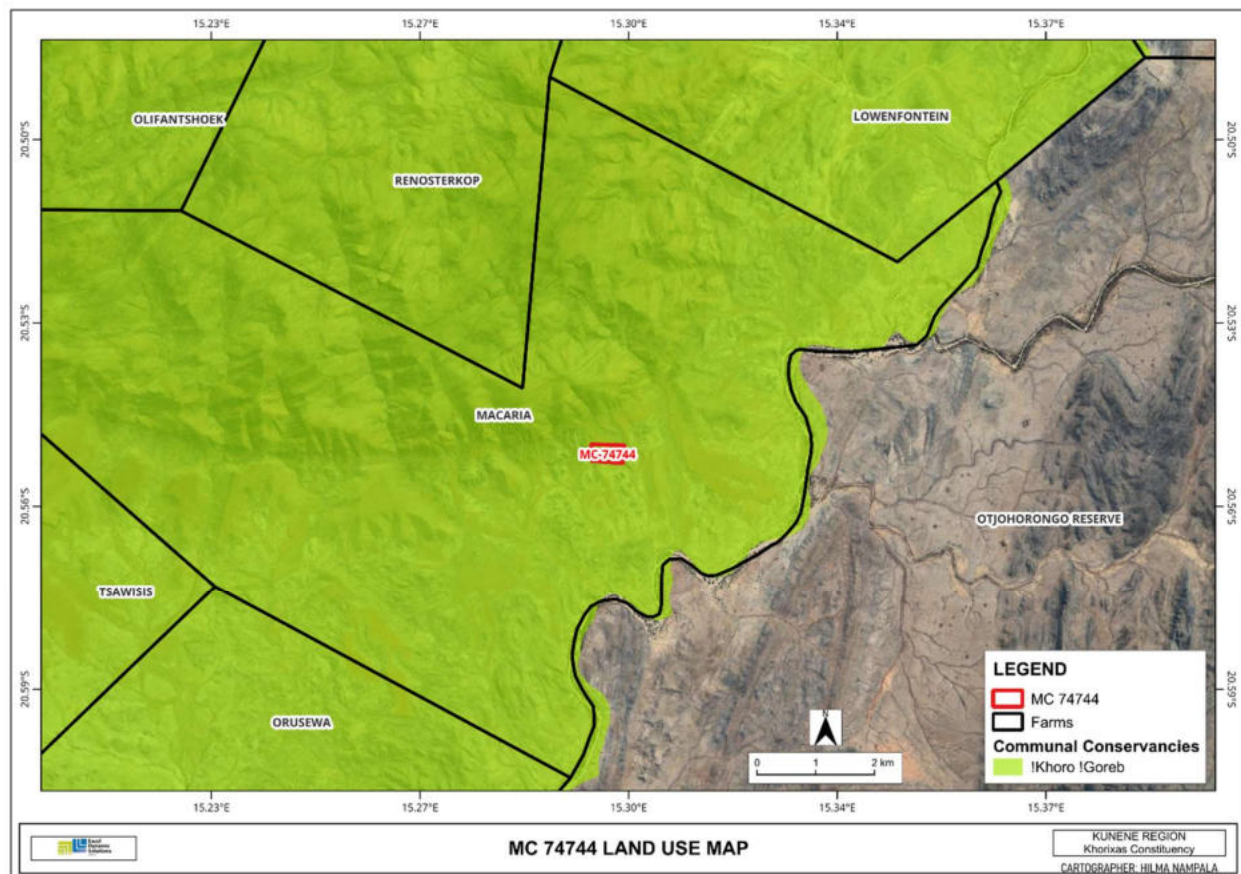 15.23°E 15.27°E 15.30°E 15.34°E 15.37°E
OLIFANTSHOEK
LOWENFONTEIN
20.50°S 20.50°S
RENOSTERKOP
20.53°S 20.53°S
MACARIA
MC-74744
20.56°S 20.56°S
OTJOHORONGO RESERVE
TSAWISIS
20.59°S 20.59°S
ORUSEWA
LEGEND
MC 74744
Farms
Communal Conservancies
!Khoro !Goreb
N
0 1 2 km
15.23°E 15.27°E 15.30°E 15.34°E 15.37°E
Excel
Dynamic
Solutions
MC 74744 LAND USE MAP
KUNENE REGION
Khorixas Constituency
CARTOGRAPHER: HILMA NAMPALA